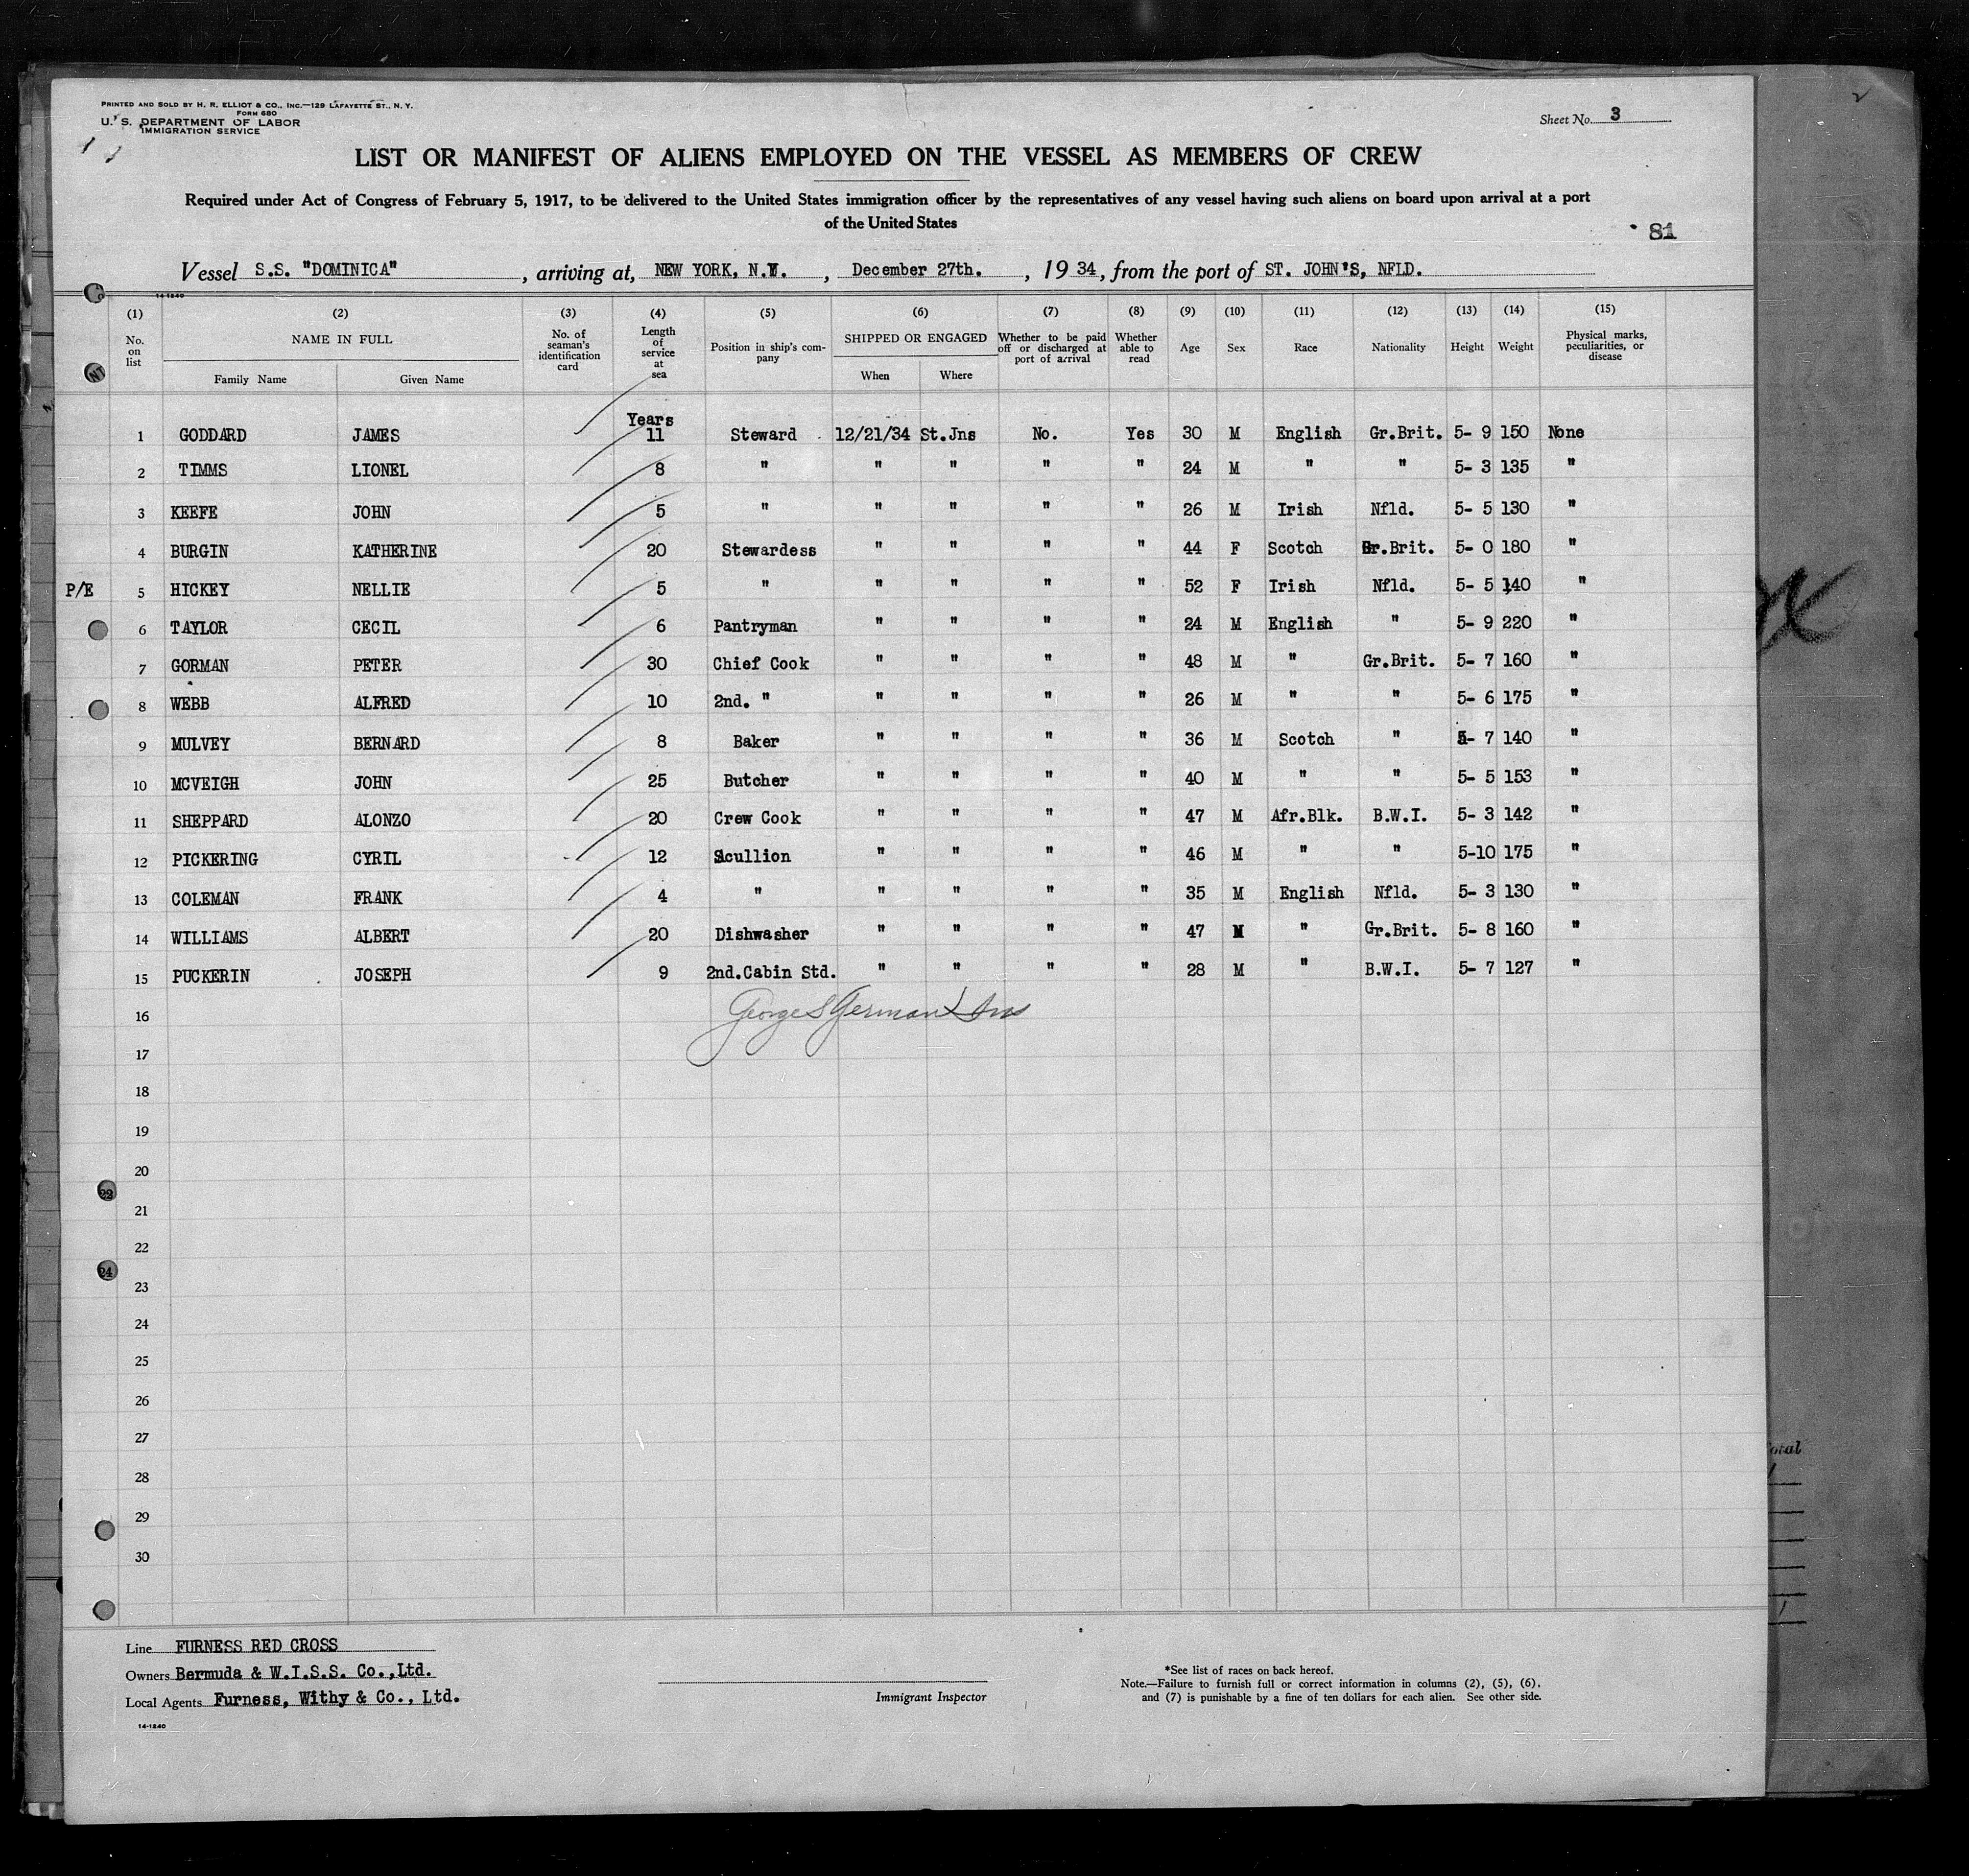 PRINTED AND SOLD BY H. R. ELLIOT & CO., INC.—129 LAFAYETTE ST., N. Y.
FORM 680
U. S. DEPARTMENT OF LABOR
IMMIGRATION SERVICE
Sheet No. 3
LIST OR MANIFEST OF ALIENS EMPLOYED ON THE VESSEL AS MEMBERS OF CREW
Required under Act of Congress of February 5, 1917, to be delivered to the United States immigration officer by the representatives of any vessel having such aliens on board upon arrival at a port
of the United States
81
Vessel S.S. "DOMINICA", arriving at, NEW YORK, N.Y., December 27th., 1934, from the port of ST. JOHN'S, NFLD.
14-1240
(1) (2) (3) (4) (5) (6) (7) (8) (9) (10) (11) (12) (13) (14) (15)
No. on list NAME IN FULL No. of seaman's identification card Length of service at sea Position in ship's company SHIPPED OR ENGAGED Whether to be paid off or discharged at port of arrival Whether able to read Age Sex Race Nationality Height Weight Physical marks, peculiarities, or disease
Family Name Given Name When Where
Years
1 GODDARD JAMES 11 Steward 12/21/34 St.Jns No. Yes 30 M English Gr.Brit. 5- 9 150 None
2 TIMMS LIONEL 8 " " " " " 24 M " " 5- 3 135 "
3 KEEFE JOHN 5 " " " " " 26 M Irish Nfld. 5- 5 130 "
4 BURGIN KATHERINE 20 Stewardess " " " " 44 F Scotch Gr.Brit. 5- 0 180 "
P/E 5 HICKEY NELLIE 5 " " " " " 52 F Irish Nfld. 5- 5 140 "
6 TAYLOR CECIL 6 Pantryman " " " " 24 M English " 5- 9 220 "
7 GORMAN PETER 30 Chief Cook " " " " 48 M " Gr.Brit. 5- 7 160 "
8 WEBB ALFRED 10 2nd. " " " " " 26 M " " 5- 6 175 "
9 MULVEY BERNARD 8 Baker " " " " 36 M Scotch " 5- 7 140 "
10 MCVEIGH JOHN 25 Butcher " " " " 40 M " " 5- 5 153 "
11 SHEPPARD ALONZO 20 Crew Cook " " " " 47 M Afr.Blk. B.W.I. 5- 3 142 "
12 PICKERING CYRIL 12 Scullion " " " " 46 M " " 5-10 175 "
13 COLEMAN FRANK 4 " " " " " 35 M English Nfld. 5- 3 130 "
14 WILLIAMS ALBERT 20 Dishwasher " " " " 47 M " Gr.Brit. 5- 8 160 "
15 PUCKERIN JOSEPH 9 2nd.Cabin Std. " " " " 28 M " B.W.I. 5- 7 127 "
16 George S German
17
18
19
20
21
22
23
24
25
26
27
28
29
30
22
24
Line FURNESS RED CROSS
Owners Bermuda & W.I.S.S. Co.,Ltd.
Local Agents Furness, Withy & Co., Ltd.
14-1240
Immigrant Inspector
*See list of races on back hereof.
Note.—Failure to furnish full or correct information in columns (2), (5), (6),
and (7) is punishable by a fine of ten dollars for each alien. See other side.